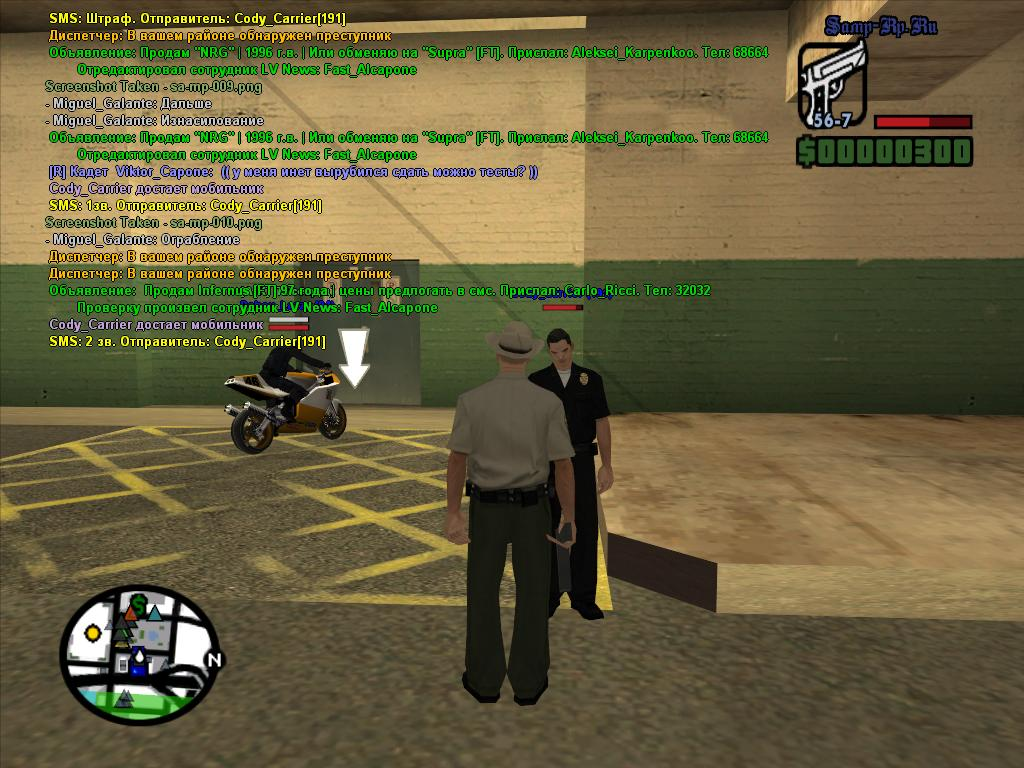 SMS: Штраф. Отправитель: Cody_Carrier[191]
Диспетчер: В вашем районе обнаружен преступник
Объявление: Продам "NRG" | 1996 г.в. | Или обменяю на "Supra" [FT]. Прислал: Aleksei_Karpenkoo. Тел: 68664
Отредактировал сотрудник LV News: Fast_Alcapone
Screenshot Taken - sa-mp-009.png
- Miguel_Galante: Дальше
- Miguel_Galante: Изнасилование
Объявление: Продам "NRG" | 1996 г.в. | Или обменяю на "Supra" [FT]. Прислал: Aleksei_Karpenkoo. Тел: 68664
Отредактировал сотрудник LV News: Fast_Alcapone
[R] Кадет Viktor_Capone: (( у меня инет вырубился сдать можно тесты? ))
Cody_Carrier достает мобильник
SMS: 1зв. Отправитель: Cody_Carrier[191]
Screenshot Taken - sa-mp-010.png
- Miguel_Galante: Ограбление
Диспетчер: В вашем районе обнаружен преступник
Диспетчер: В вашем районе обнаружен преступник
Объявление: Продам Infernus [FT] 97 года,| цены предлогать в смс. Прислал: Carlo_Ricci. Тел: 32032
Проверку произвел сотрудник LV News: Fast_Alcapone
Cody_Carrier достает мобильник
SMS: 2 зв. Отправитель: Cody_Carrier[191]
Samp-Rp.Ru
56-7
$00000300
N